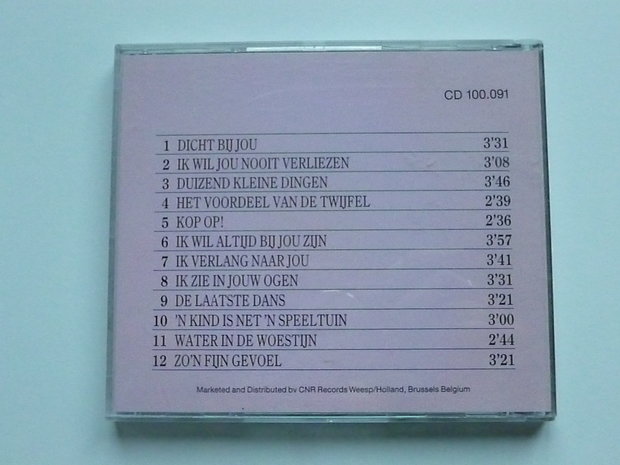 CD 100.091
1 DICHT BIJ JOU 3'31
2 IK WIL JOU NOOIT VERLIEZEN 3'08
3 DUIZEND KLEINE DINGEN 3'46
4 HET VOORDEEL VAN DE TWIJFEL 2'39
5 KOP OP! 2'36
6 IK WIL ALTIJD BIJ JOU ZIJN 3'57
7 IK VERLANG NAAR JOU 3'41
8 IK ZIE IN JOUW OGEN 3'31
9 DE LAATSTE DANS 3'21
10 'N KIND IS NET 'N SPEELTUIN 3'00
11 WATER IN DE WOESTIJN 2'44
12 ZO'N FIJN GEVOEL 3'21
Marketed and Distributed by CNR Records Weesp/Holland, Brussels Belgium